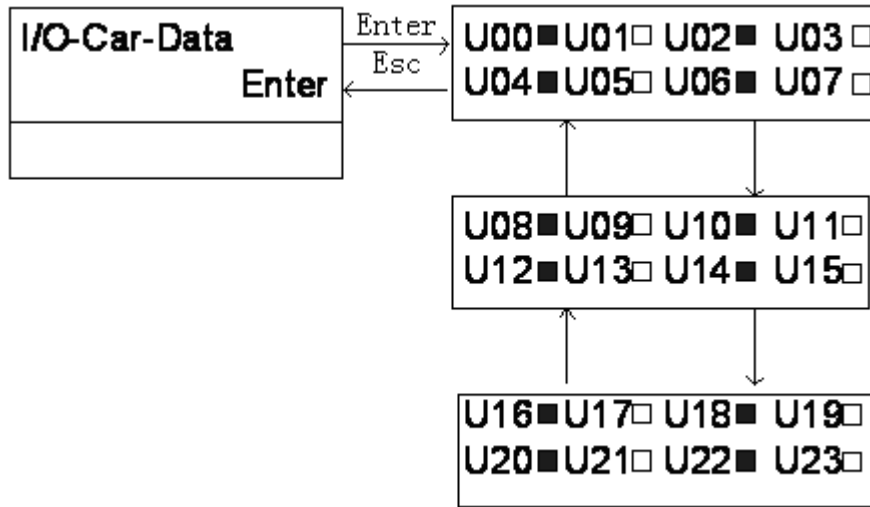 I/O-Car-Data
Enter
Enter
Esc
U00■U01□ U02■ U03□
U04■U05□ U06■ U07□
U08■U09□ U10■ U11□
U12■U13□ U14■ U15□
U16■U17□ U18■ U19□
U20■U21□ U22■ U23□